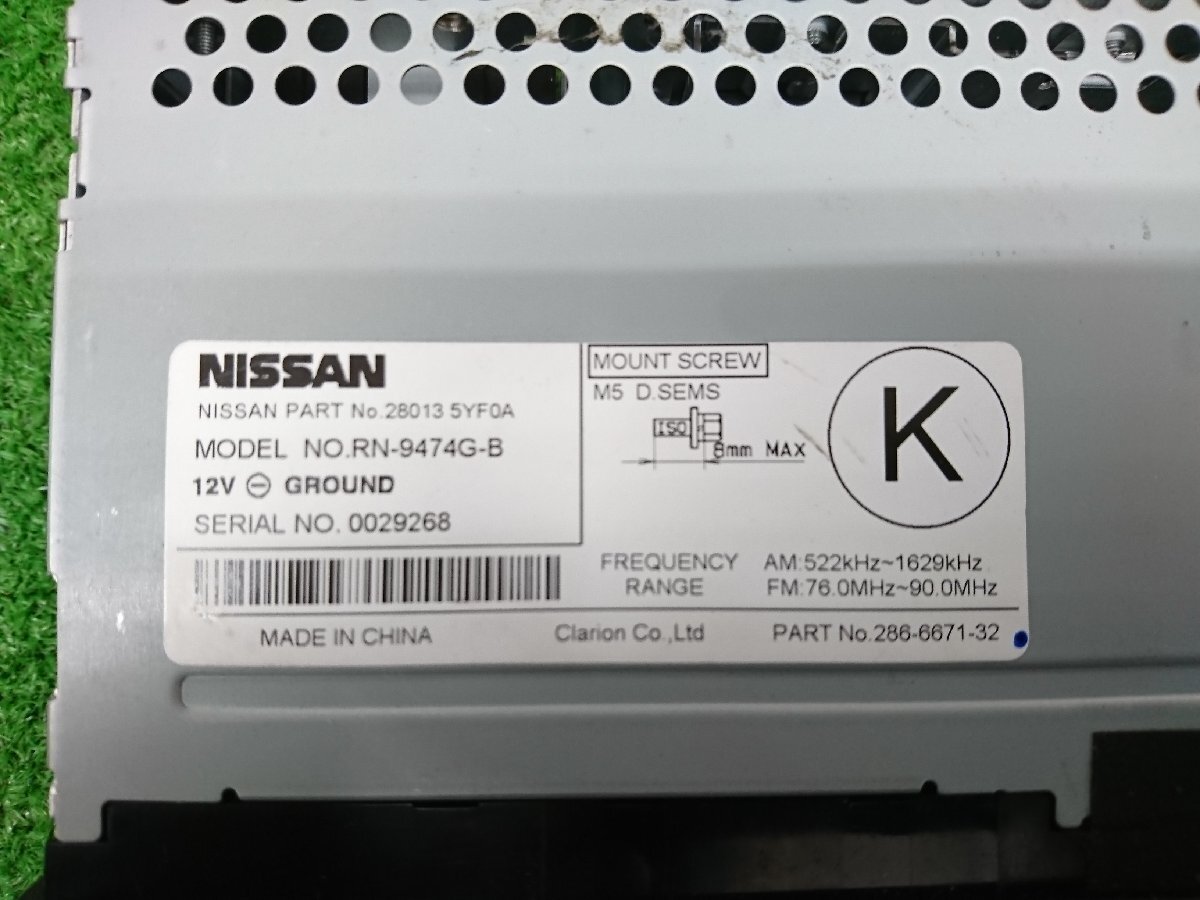 NISSAN
NISSAN PART No.28013 5YF0A
MODEL NO.RN-9474G-B
12V ⊖ GROUND
SERIAL NO. 0029268
MOUNT SCREW
M5 D.SEMS
ISO
8mm MAX
K
FREQUENCY RANGE
AM:522kHz~1629kHz
FM:76.0MHz~90.0MHz
MADE IN CHINA
Clarion Co.,Ltd
PART No.286-6671-32